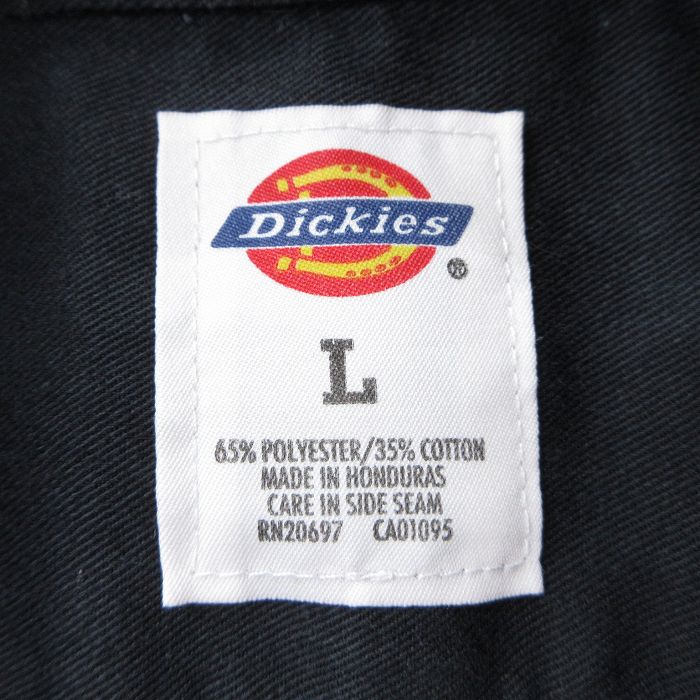 Dickies
®
L
65% POLYESTER/35% COTTON
MADE IN HONDURAS
CARE IN SIDE SEAM
RN20697 CA01095